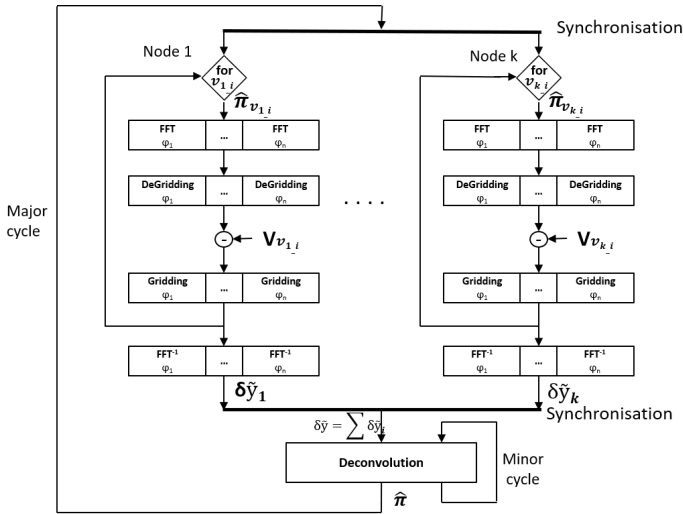 Synchronisation
Node 1
Node k
for
v₁_i
for
vₖ_i
π̂v₁_i
π̂vₖ_i
FFT ... FFT
φ₁ φₙ
FFT ... FFT
φ₁ φₙ
DeGridding ... DeGridding
φ₁ φₙ
DeGridding ... DeGridding
φ₁ φₙ
. . . .
Major
cycle
- Vv₁_i
- Vvₖ_i
Gridding ... Gridding
φ₁ φₙ
Gridding ... Gridding
φ₁ φₙ
FFT⁻¹ ... FFT⁻¹
φ₁ φₙ
FFT⁻¹ ... FFT⁻¹
φ₁ φₙ
δỹ₁
δỹₖ
Synchronisation
δỹ = ∑ δỹᵢ
Deconvolution
Minor
cycle
π̂